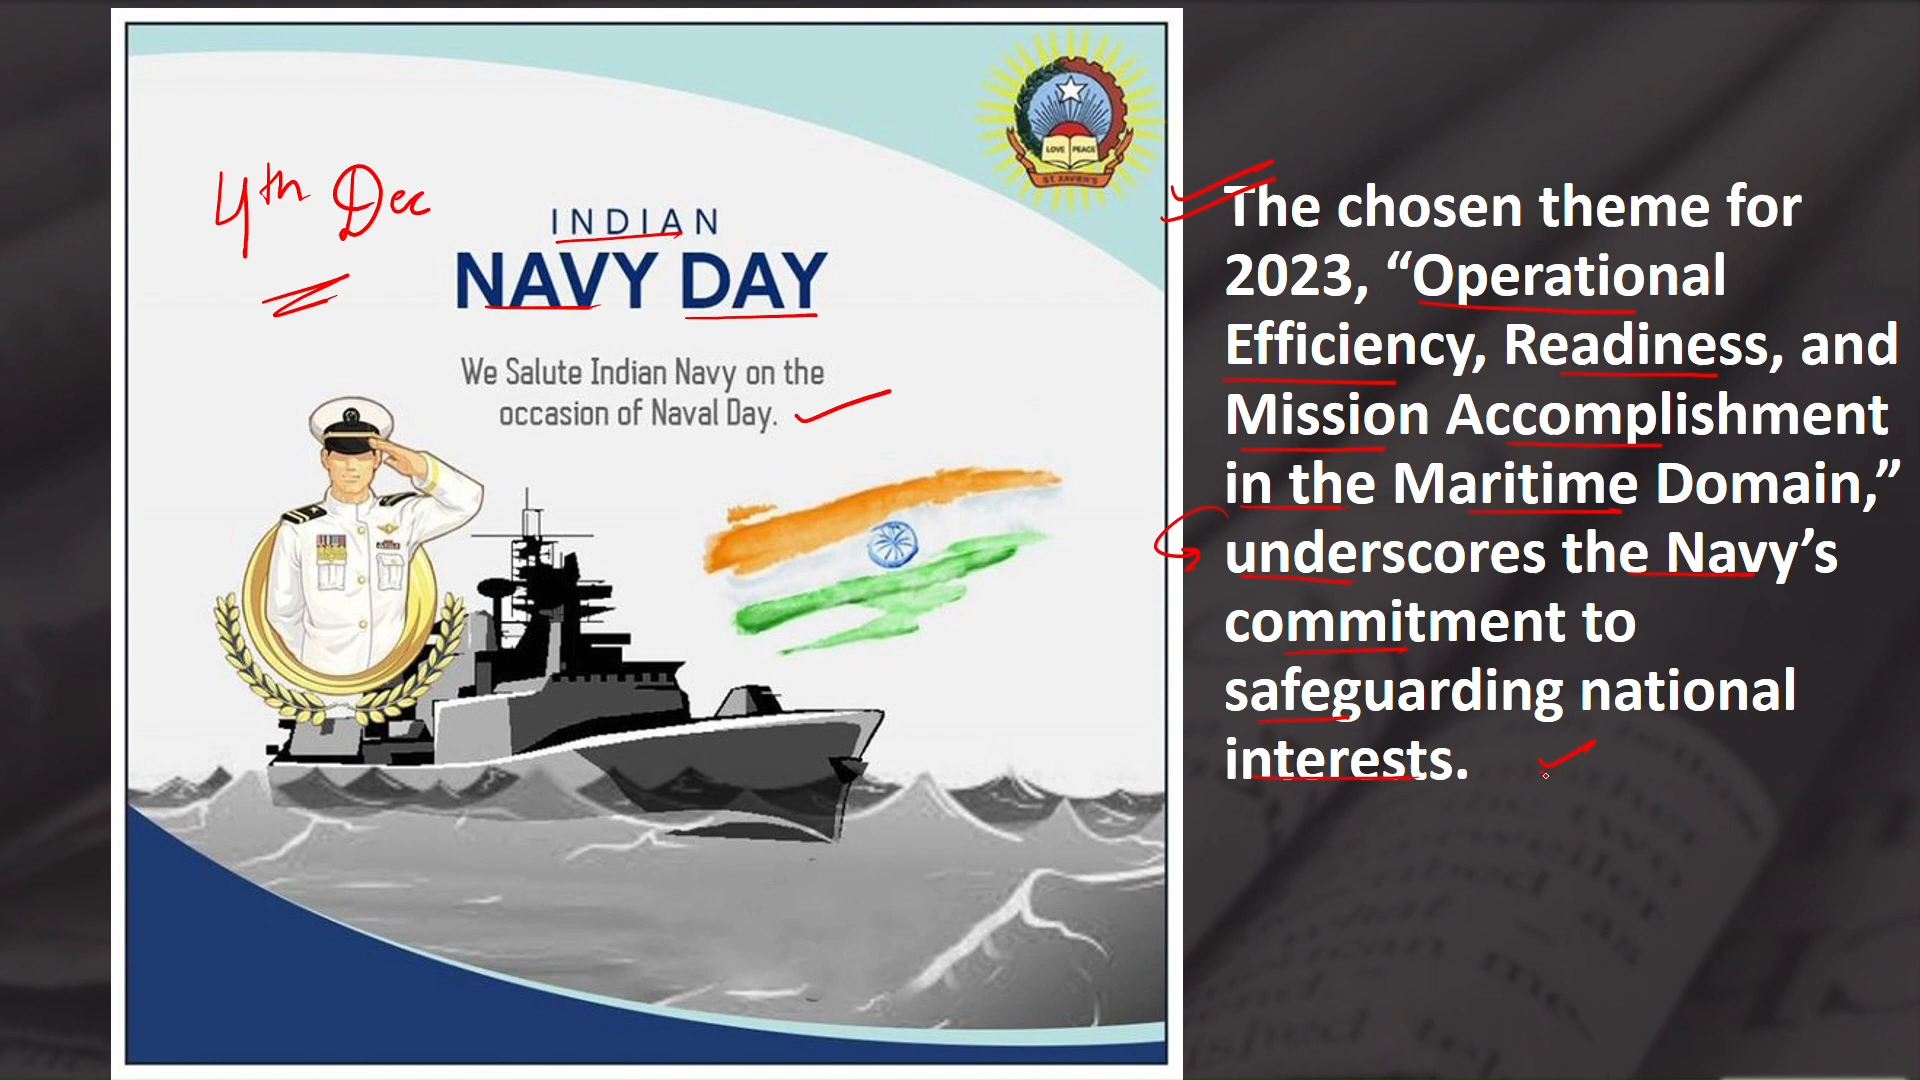 4th Dec
INDIAN
NAVY DAY
We Salute Indian Navy on the
occasion of Naval Day.
LOVE PEACE
ST. XAVIER'S
The chosen theme for
2023, “Operational
Efficiency, Readiness, and
Mission Accomplishment
in the Maritime Domain,”
underscores the Navy’s
commitment to
safeguarding national
interests.